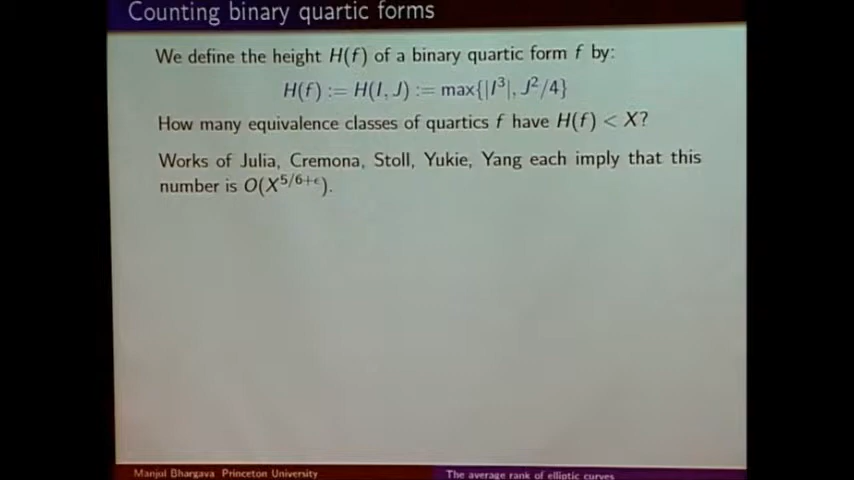 Counting binary quartic forms
We define the height H(f) of a binary quartic form f by:
H(f) := H(I, J) := max{|I³|, J²/4}
How many equivalence classes of quartics f have H(f) < X?
Works of Julia, Cremona, Stoll, Yukie, Yang each imply that this
number is O(X^{5/6+ϵ}).
Manjul Bhargava Princeton University
The average rank of elliptic curves